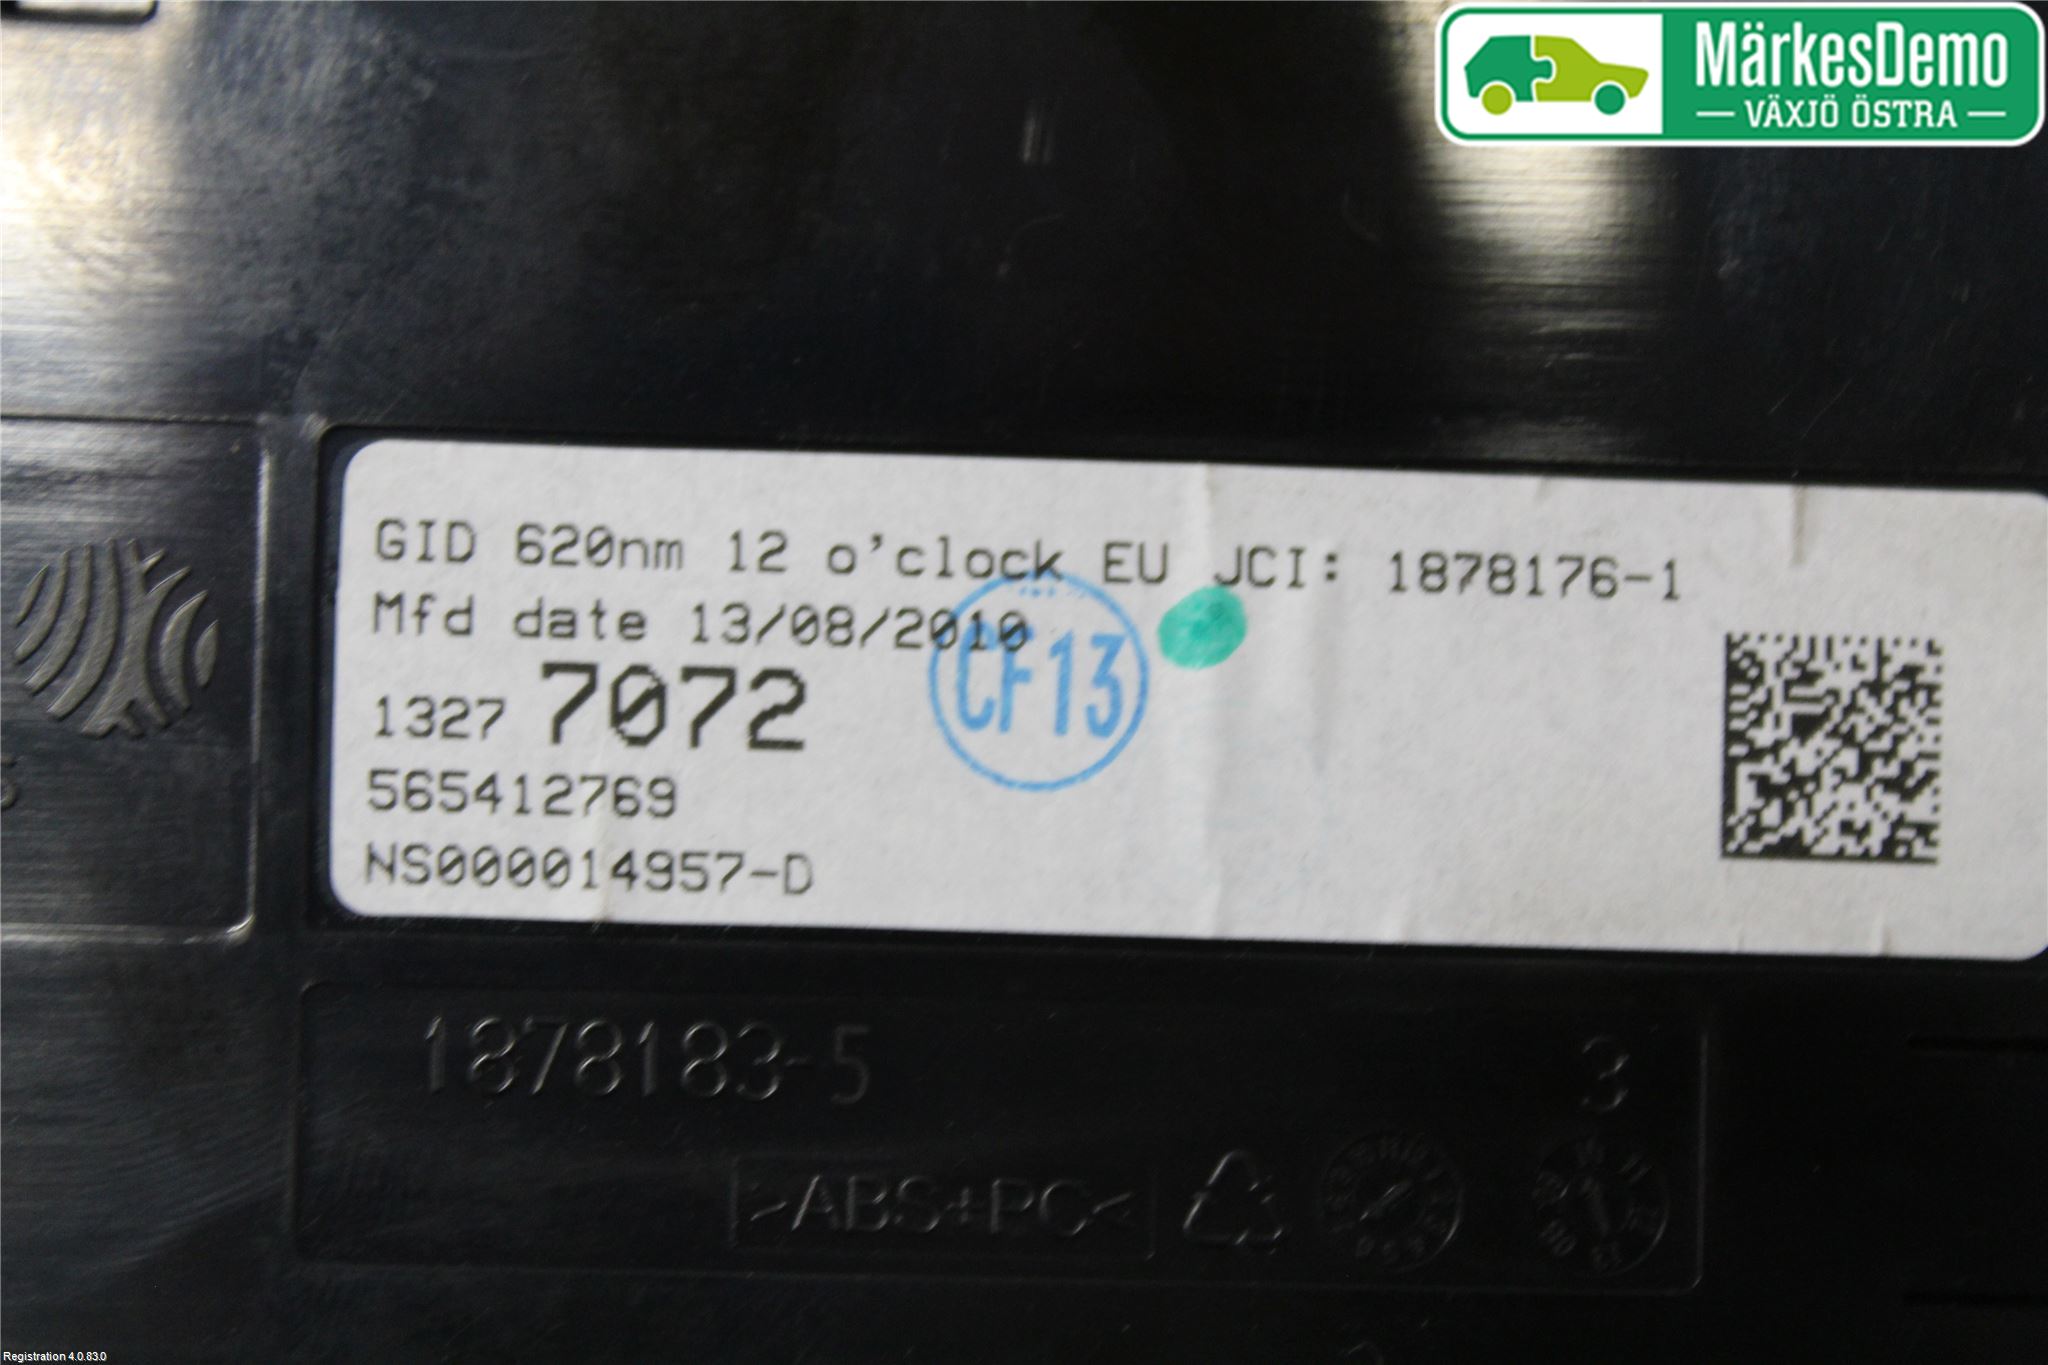 MärkesDemo
VÄXJÖ ÖSTRA
GID 620nm 12 o'clock EU JCI: 1878176-1
Mfd date 13/08/2010
CF13
1327 7072
565412769
NS000014957-D
1878183-5
3
>ABS+PC<
Registration 4.0.83.0